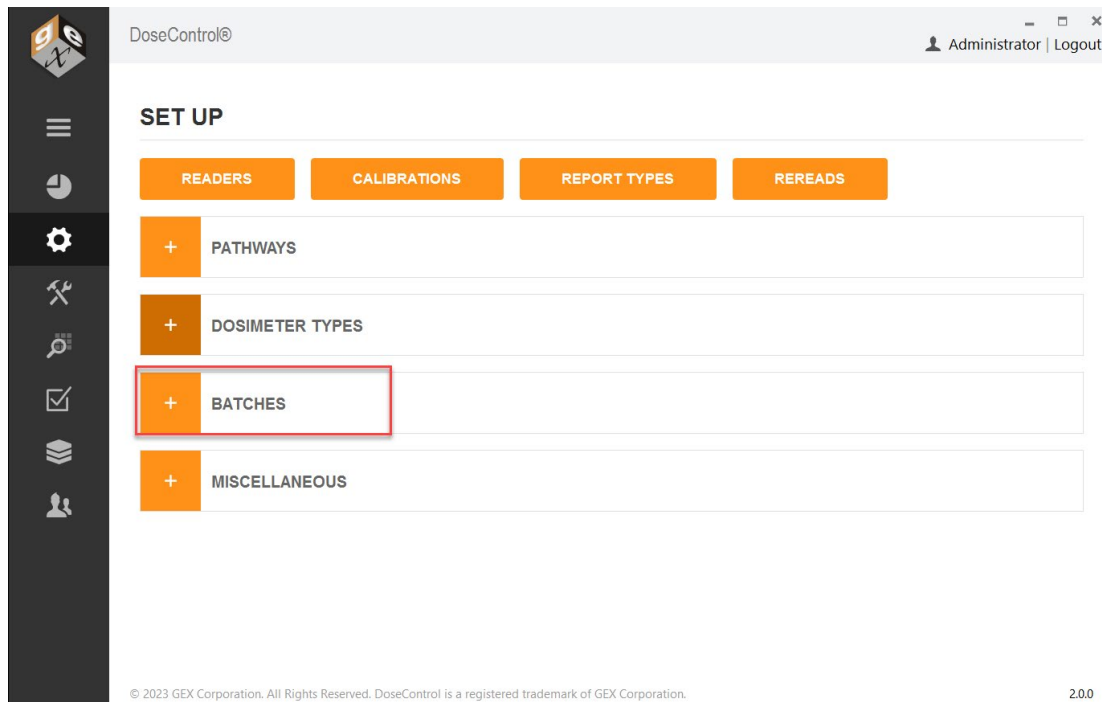 gex
DoseControl®
Administrator | Logout
SET UP
READERS CALIBRATIONS REPORT TYPES REREADS
+ PATHWAYS
+ DOSIMETER TYPES
+ BATCHES
+ MISCELLANEOUS
© 2023 GEX Corporation. All Rights Reserved. DoseControl is a registered trademark of GEX Corporation. 2.0.0